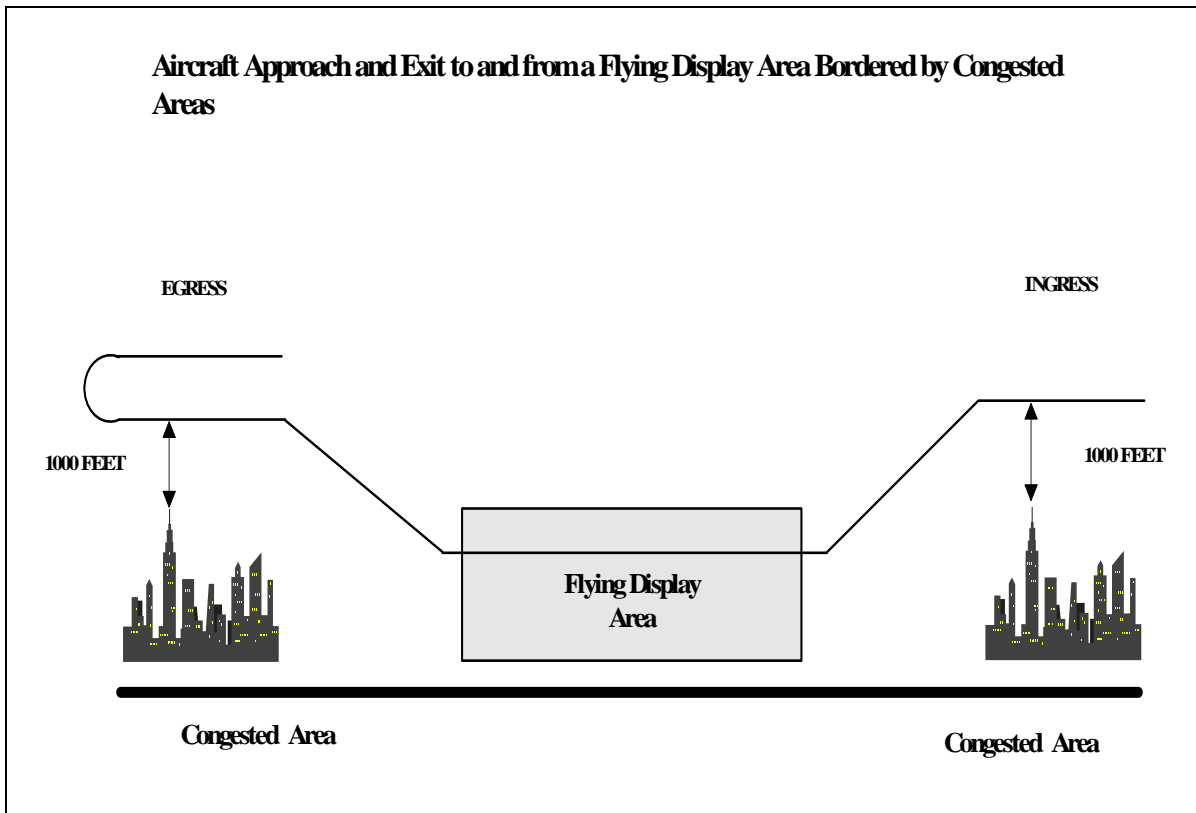 Aircraft Approach and Exit to and from a Flying Display Area Bordered by Congested
Areas
EGRESS
INGRESS
1000 FEET
1000 FEET
Flying Display
Area
Congested Area
Congested Area